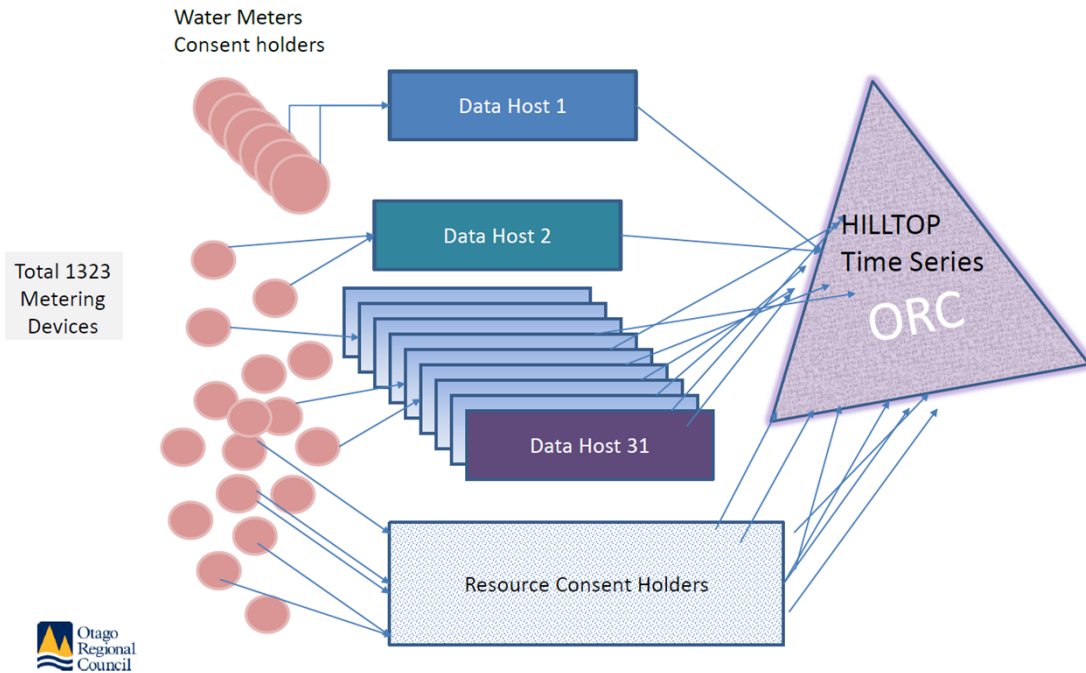 Water Meters
Consent holders
Data Host 1
Data Host 2
HILLTOP
Time Series
ORC
Total 1323
Metering
Devices
Data Host 31
Resource Consent Holders
Otago
Regional
Council